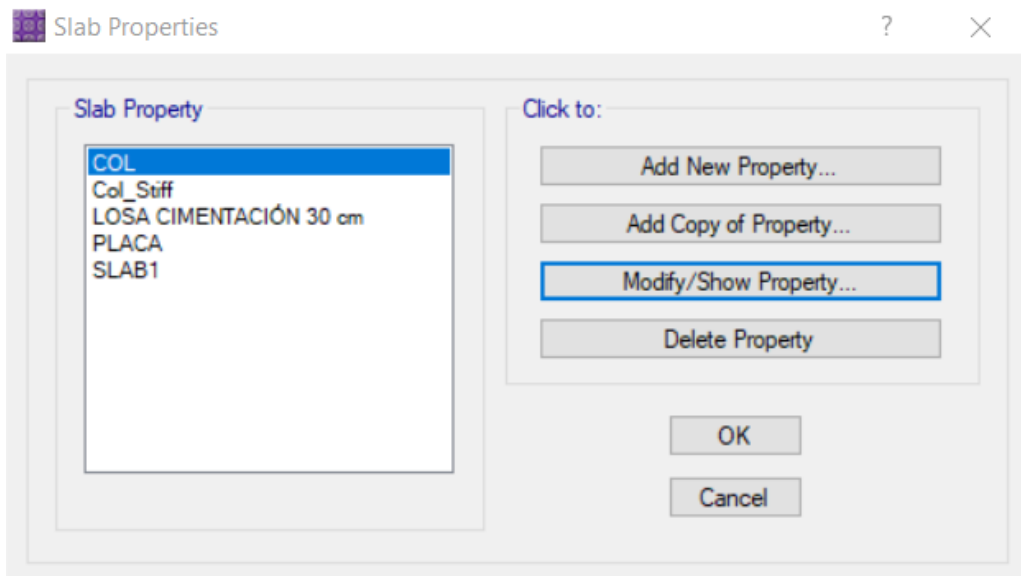 Slab Properties
?
Slab Property
COL
Col_Stiff
LOSA CIMENTACIÓN 30 cm
PLACA
SLAB1
Click to:
Add New Property...
Add Copy of Property...
Modify/Show Property...
Delete Property
OK
Cancel